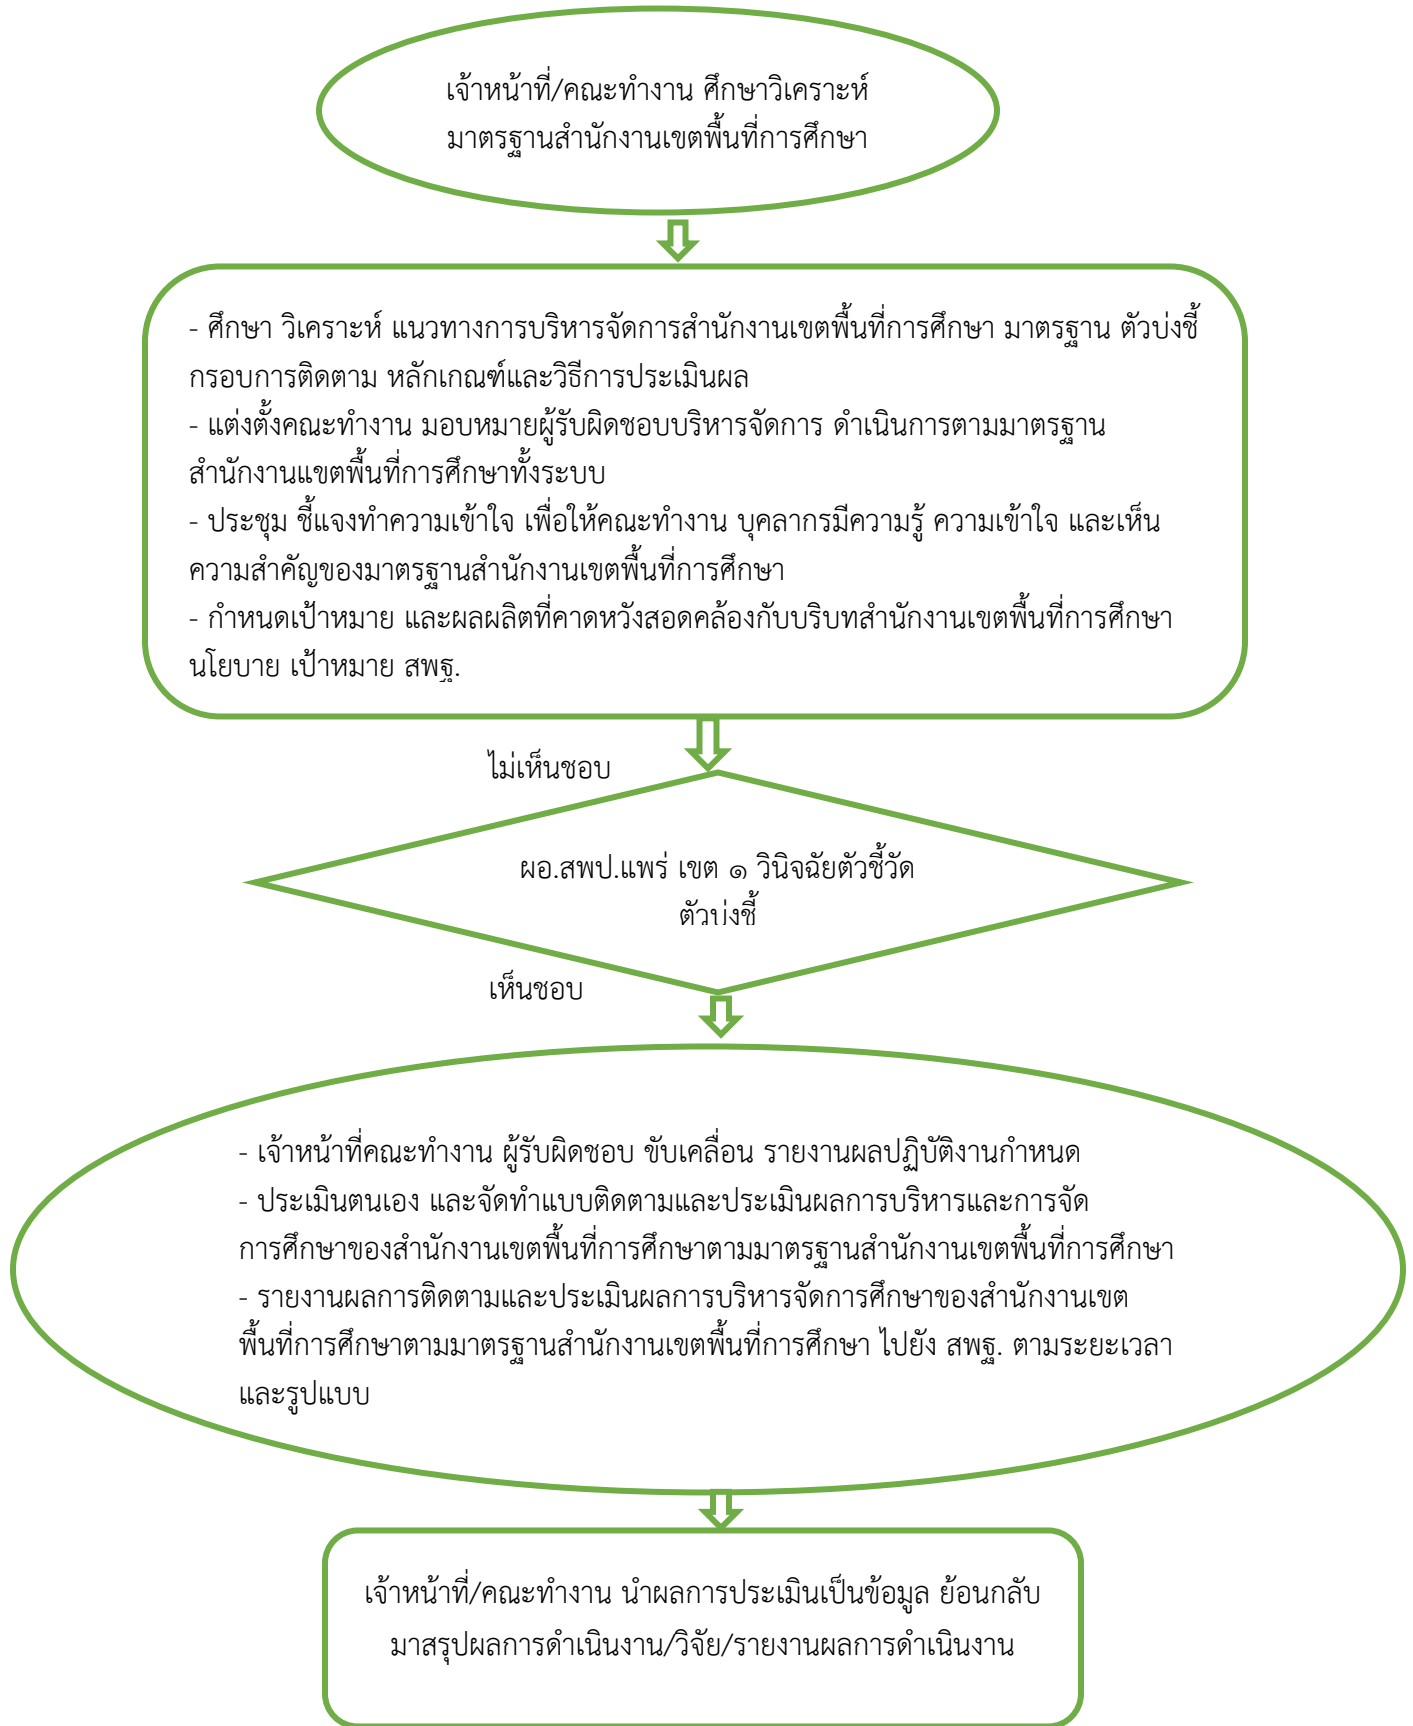 เจ้าหน้าที่/คณะทำงาน ศึกษาวิเคราะห์
มาตรฐานสำนักงานเขตพื้นที่การศึกษา
- ศึกษา วิเคราะห์ แนวทางการบริหารจัดการสำนักงานเขตพื้นที่การศึกษา มาตรฐาน ตัวบ่งชี้
กรอบการติดตาม หลักเกณฑ์และวิธีการประเมินผล
- แต่งตั้งคณะทำงาน มอบหมายผู้รับผิดชอบบริหารจัดการ ดำเนินการตามมาตรฐาน
สำนักงานแขตพื้นที่การศึกษาทั้งระบบ
- ประชุม ชี้แจงทำความเข้าใจ เพื่อให้คณะทำงาน บุคลากรมีความรู้ ความเข้าใจ และเห็น
ความสำคัญของมาตรฐานสำนักงานเขตพื้นที่การศึกษา
- กำหนดเป้าหมาย และผลผลิตที่คาดหวังสอดคล้องกับบริบทสำนักงานเขตพื้นที่การศึกษา
นโยบาย เป้าหมาย สพฐ.
ไม่เห็นชอบ
ผอ.สพป.แพร่ เขต ๑ วินิจฉัยตัวชี้วัด
ตัวบ่งชี้
เห็นชอบ
- เจ้าหน้าที่คณะทำงาน ผู้รับผิดชอบ ขับเคลื่อน รายงานผลปฏิบัติงานกำหนด
- ประเมินตนเอง และจัดทำแบบติดตามและประเมินผลการบริหารและการจัด
การศึกษาของสำนักงานเขตพื้นที่การศึกษาตามมาตรฐานสำนักงานเขตพื้นที่การศึกษา
- รายงานผลการติดตามและประเมินผลการบริหารจัดการศึกษาของสำนักงานเขต
พื้นที่การศึกษาตามมาตรฐานสำนักงานเขตพื้นที่การศึกษา ไปยัง สพฐ. ตามระยะเวลา
และรูปแบบ
เจ้าหน้าที่/คณะทำงาน นำผลการประเมินเป็นข้อมูล ย้อนกลับ
มาสรุปผลการดำเนินงาน/วิจัย/รายงานผลการดำเนินงาน